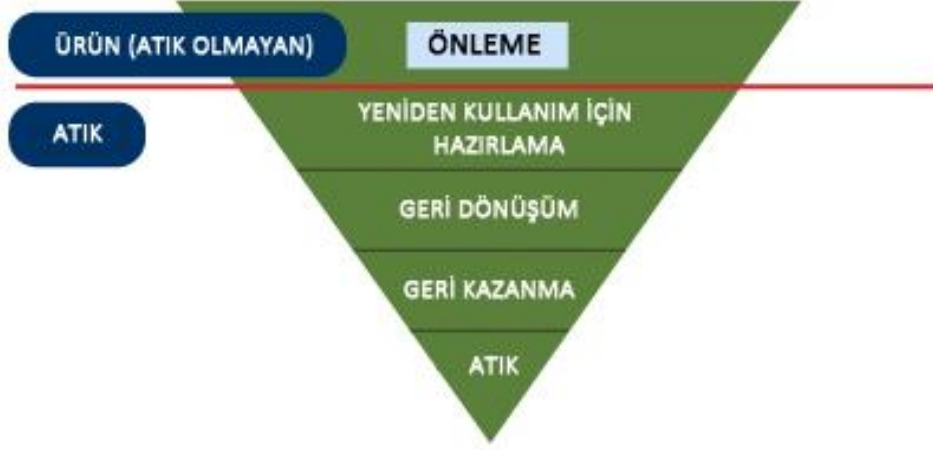 ÜRÜN (ATIK OLMAYAN)
ÖNLEME
ATIK
YENİDEN KULLANIM İÇİN
HAZIRLAMA
GERİ DÖNÜŞÜM
GERİ KAZANMA
ATIK